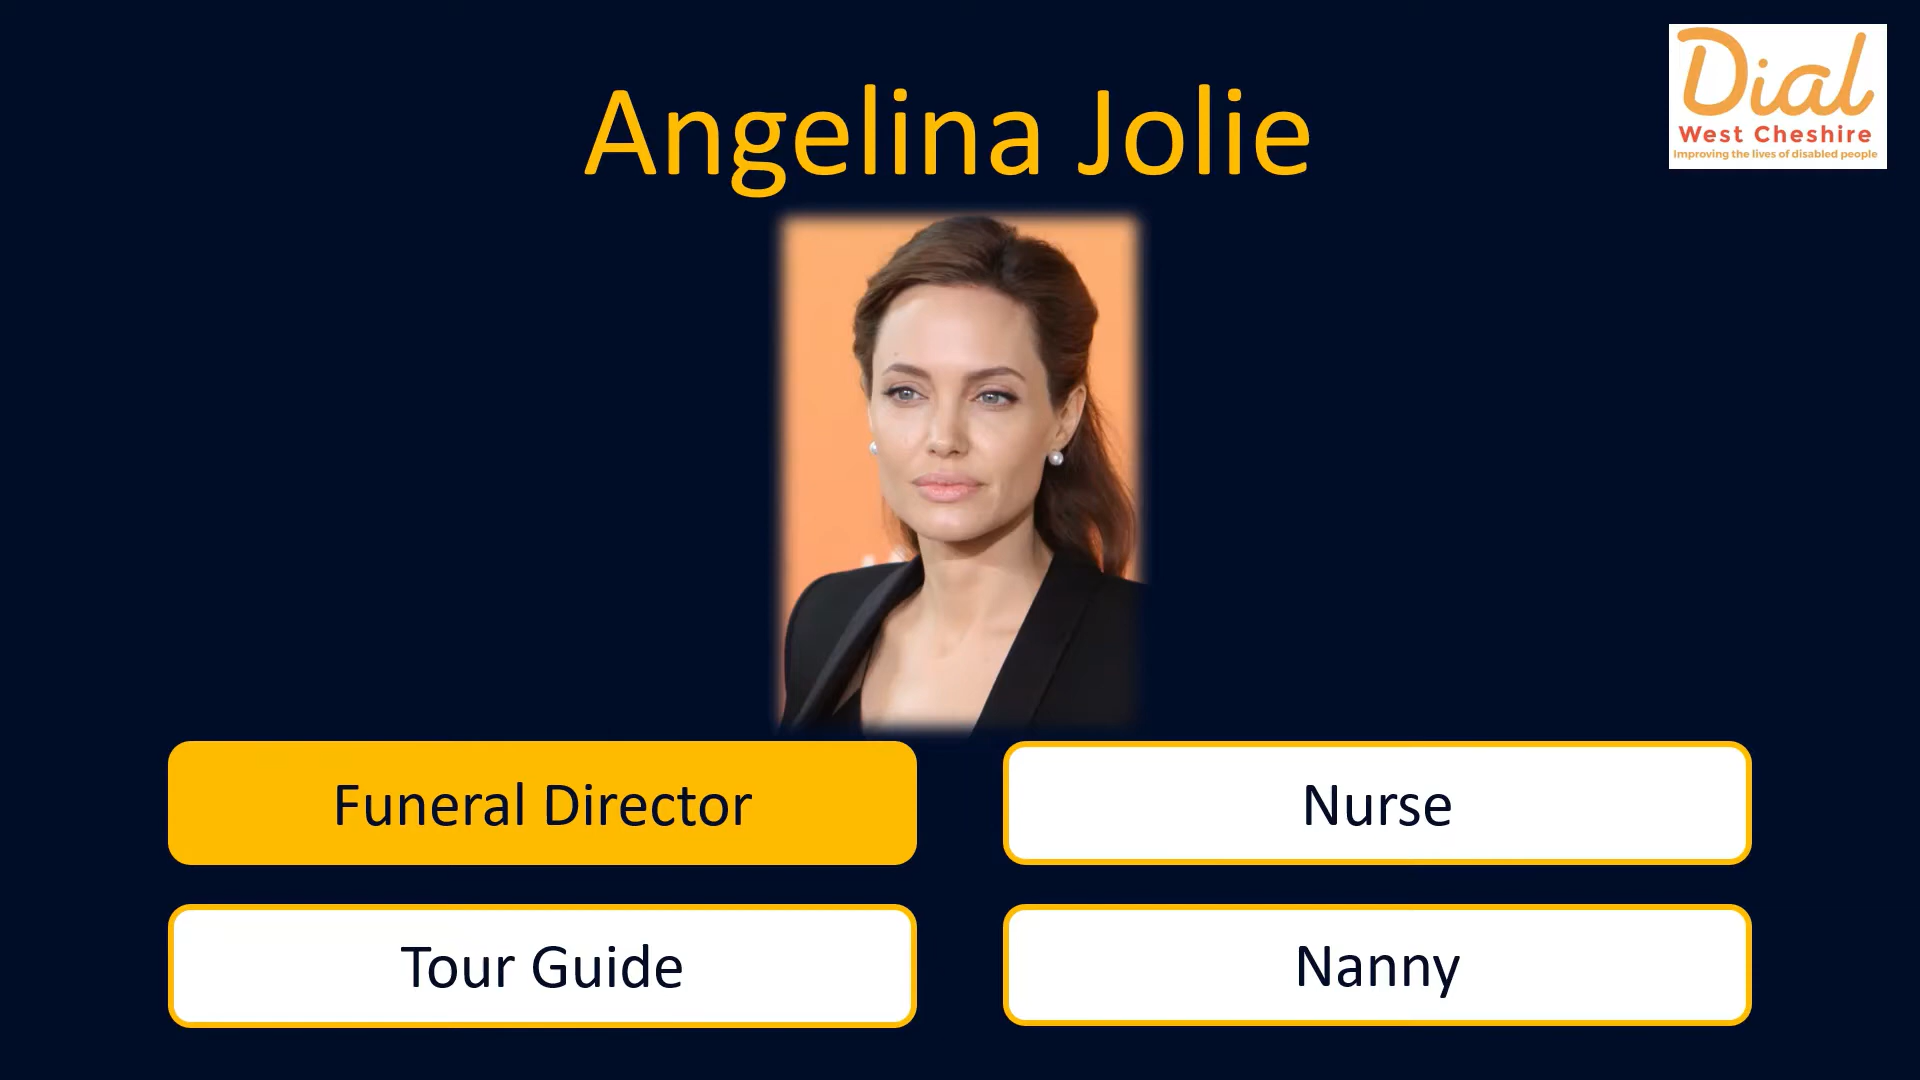 Angelina Jolie
Dial
West Cheshire
Improving the lives of disabled people
Funeral Director
Nurse
Tour Guide
Nanny